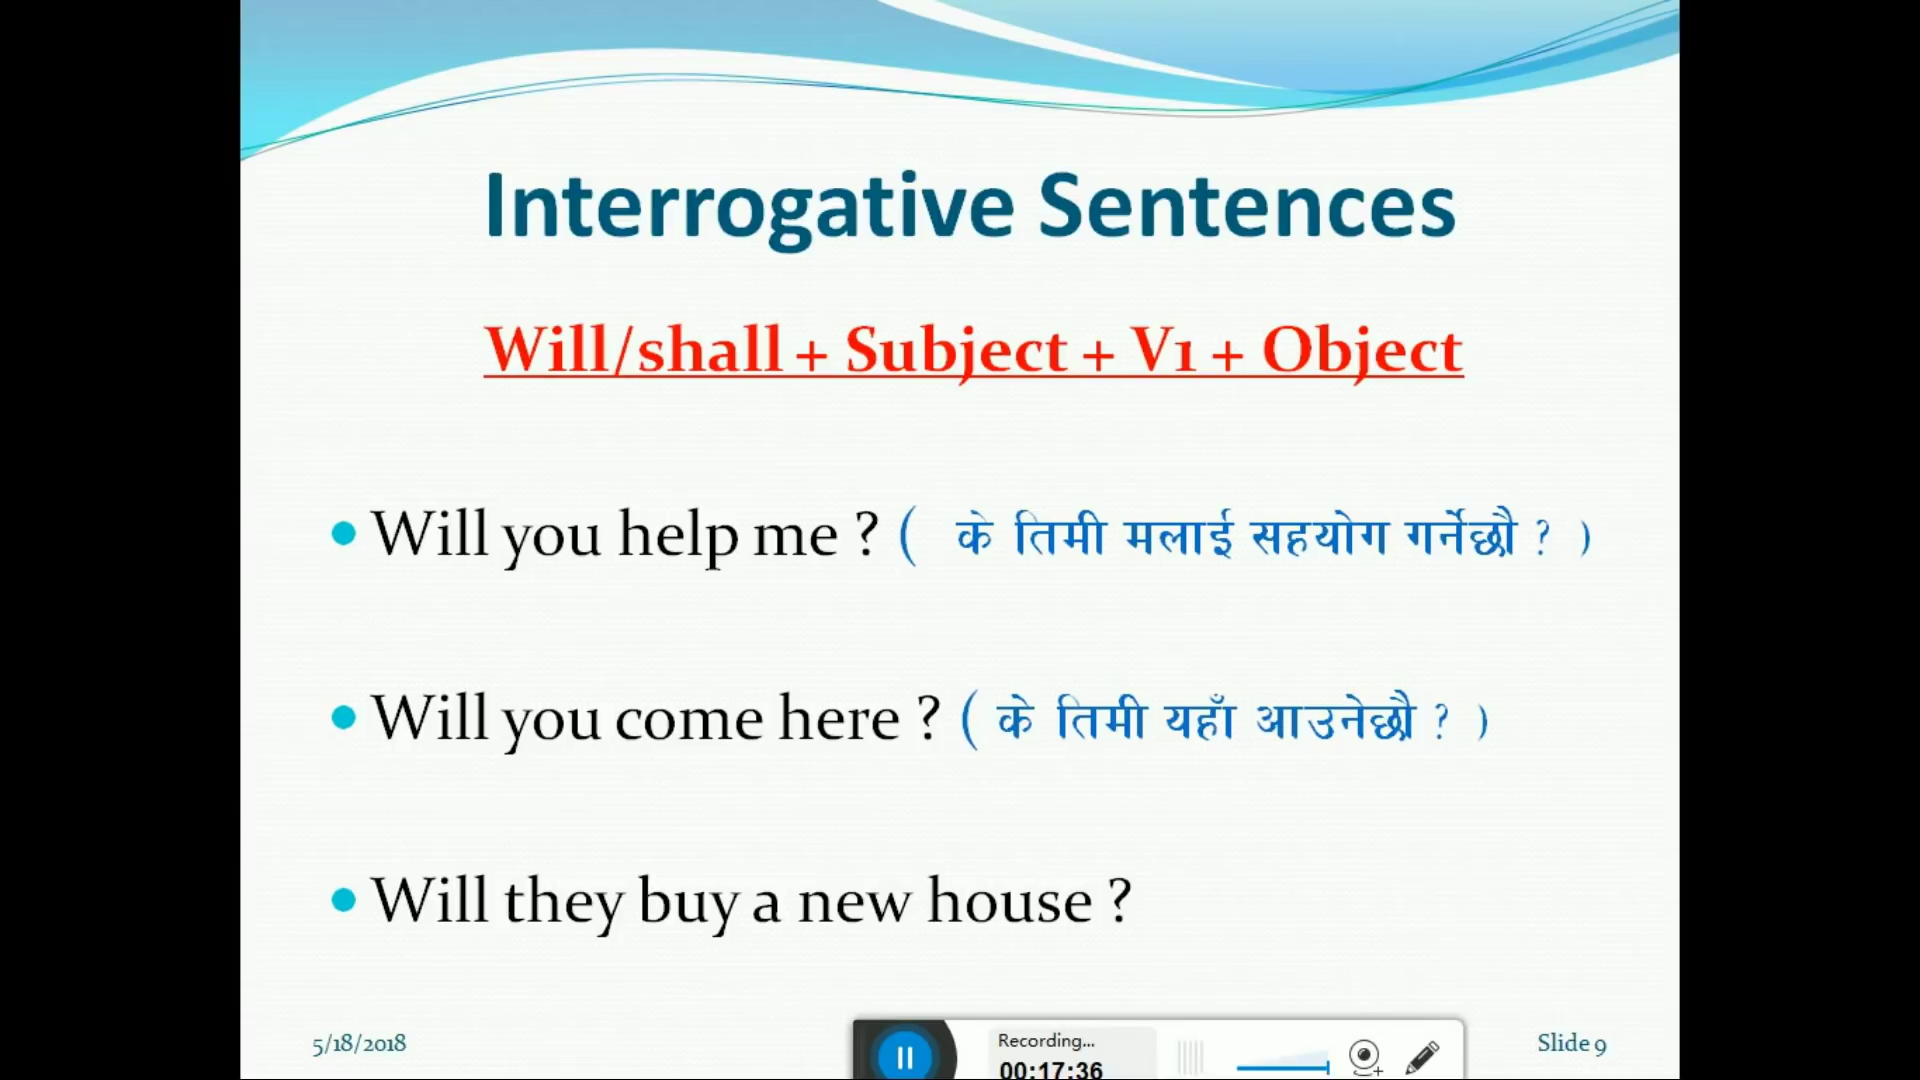 Interrogative Sentences
Will/shall + Subject + V1 + Object
Will you help me ? ( के तिमी मलाई सहयोग गर्नेछौ ? )
Will you come here ? ( के तिमी यहाँ आउनेछौ ? )
Will they buy a new house ?
5/18/2018
Recording...
00:17:36
Slide 9